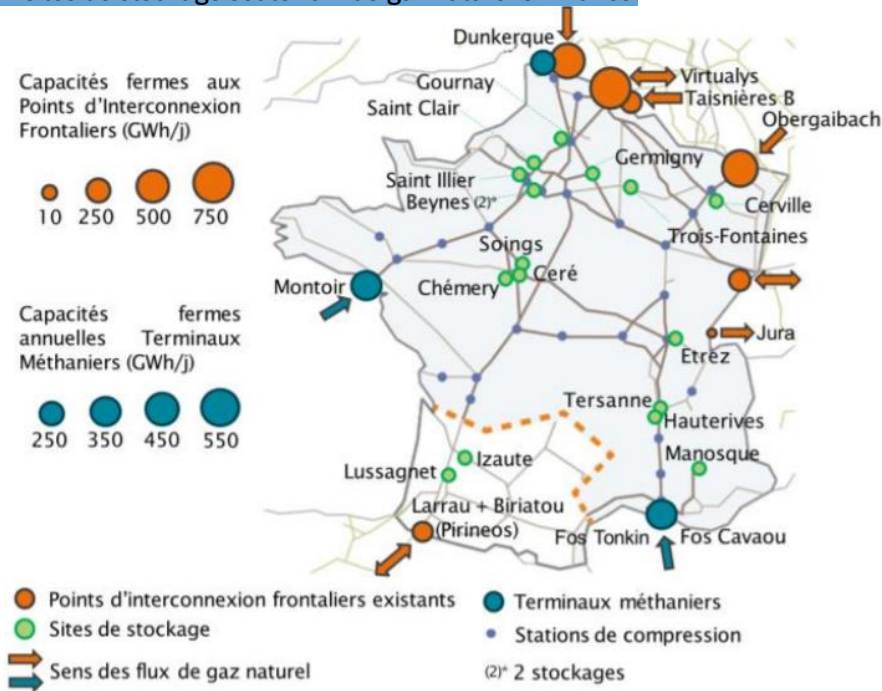 Capacités fermes aux
Points d'Interconnexion
Frontaliers (GWh/j)
10 250 500 750
Capacités fermes
annuelles Terminaux
Méthaniers (GWh/j)
250 350 450 550
Dunkerque
Gournay
Saint Clair
Virtualys
Taisnières B
Obergaibach
Germigny
Saint Illier
Beynes (2)*
Cerville
Trois-Fontaines
Soings
Montoir
Chémery
Ceré
Jura
Etrez
Tersanne
Hauterives
Manosque
Izaute
Lussagnet
Larrau + Biriatou
(Pirineos)
Fos Tonkin
Fos Cavaou
Points d'interconnexion frontaliers existants
Terminaux méthaniers
Sites de stockage
Stations de compression
Sens des flux de gaz naturel
(2)* 2 stockages